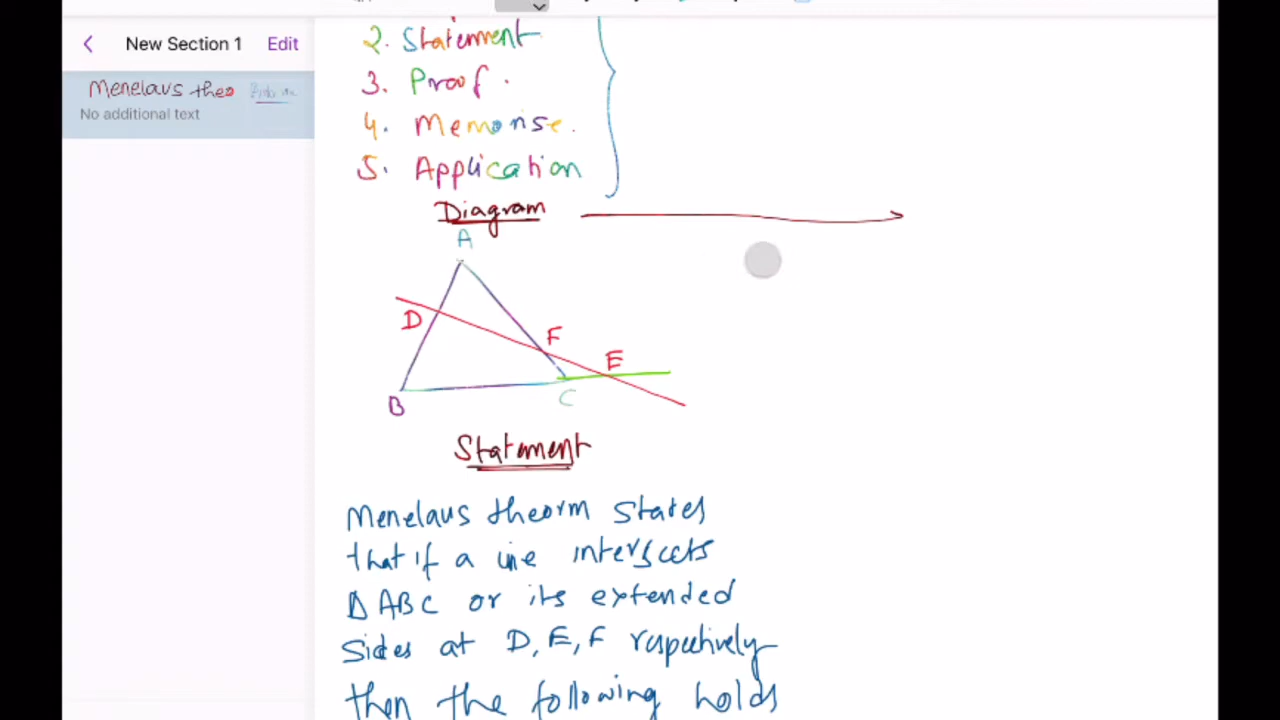 New Section 1
Edit
Menelaus theo
No additional text
2. Statement
3. Proof.
4. Memorise.
5. Application
Diagram
A
D
F
E
B
C
Statement
Menelaus theorm states
that if a line intersects
Δ ABC or its extended
sides at D, E, F respectively
then the following holds